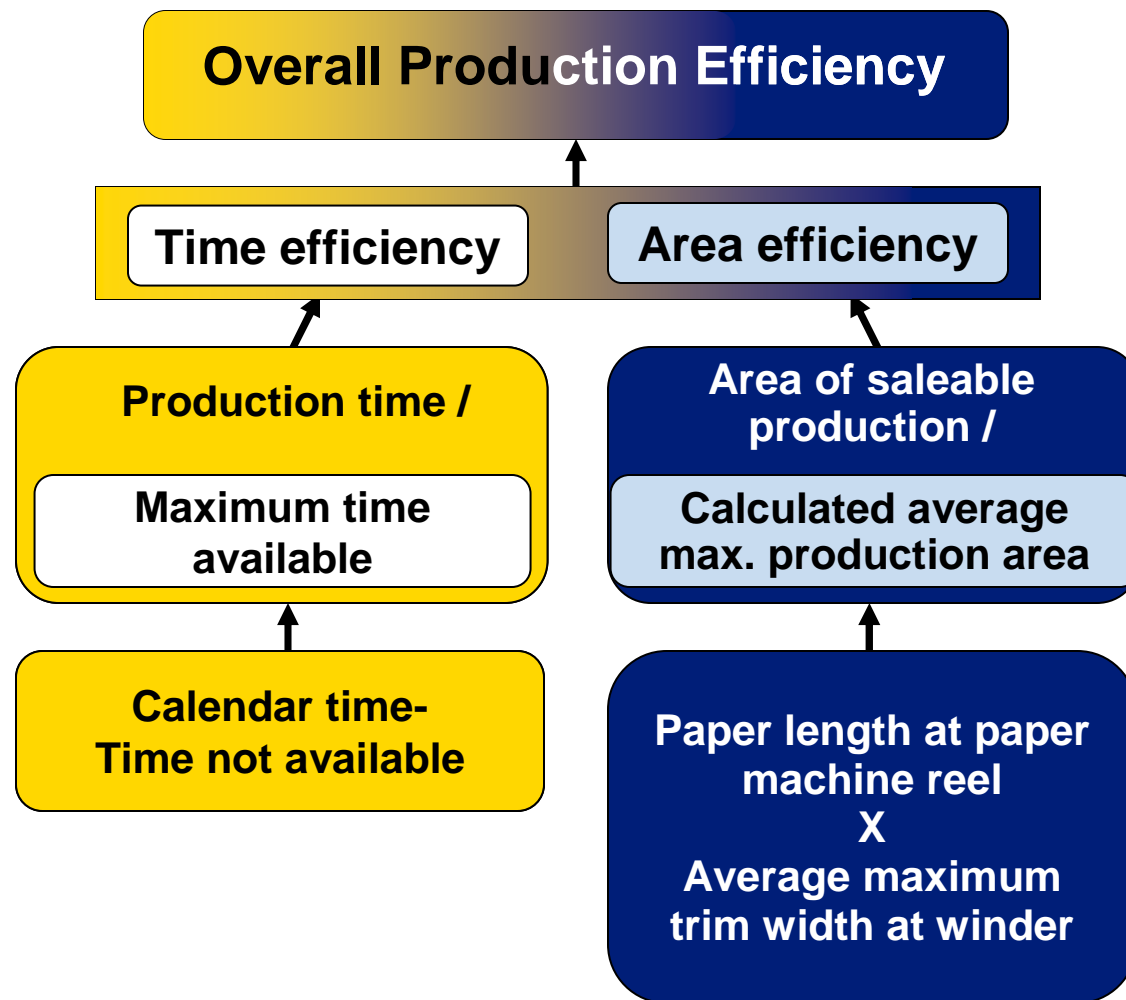 Overall Production Efficiency
Time efficiency
Area efficiency
Production time /
Maximum time
available
Calendar time-
Time not available
Area of saleable
production /
Calculated average
max. production area
Paper length at paper
machine reel
X
Average maximum
trim width at winder